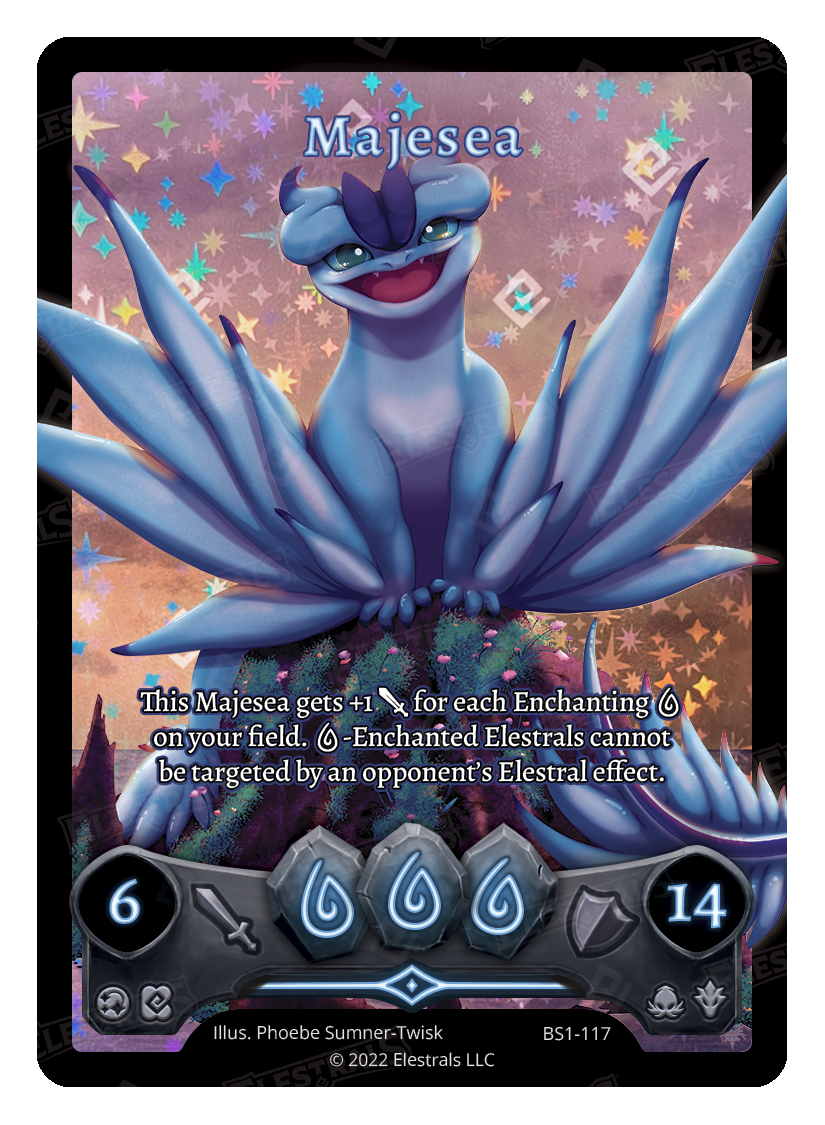 Majesea
This Majesea gets +1 for each Enchanting
on your field. -Enchanted Elestrals cannot
be targeted by an opponent's Elestral effect.
6
14
Illus. Phoebe Sumner-Twisk
BS1-117
© 2022 Elestrals LLC